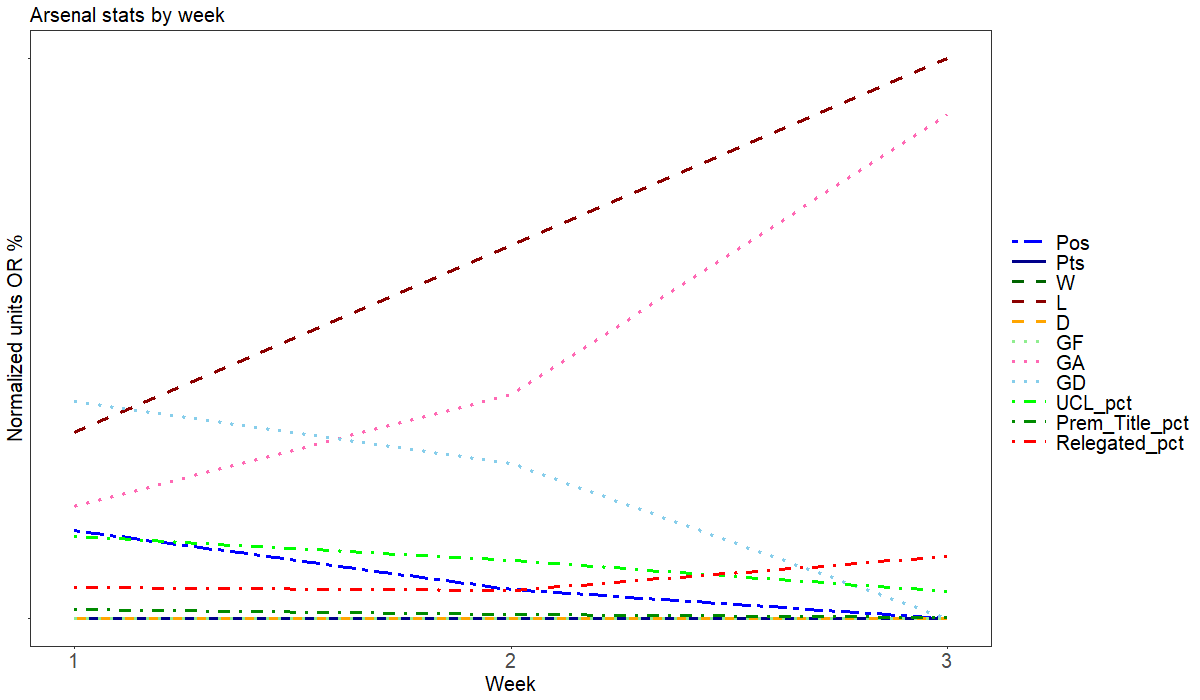 Arsenal stats by week
Normalized units OR %
Pos
Pts
W
L
D
GF
GA
GD
UCL_pct
Prem_Title_pct
Relegated_pct
1
2
3
Week